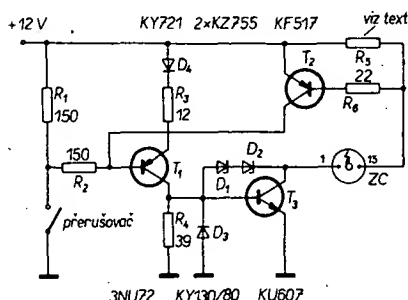 KY721 2×KZ755 KF517
viz text
+12 V
R5
D4
T2
22
R6
R1
150
R3
12
150
R2
T1
D2
D1
1
15
ZC
T3
přerušovač
R4
39
D3
3NU72 KY130/80 KU607